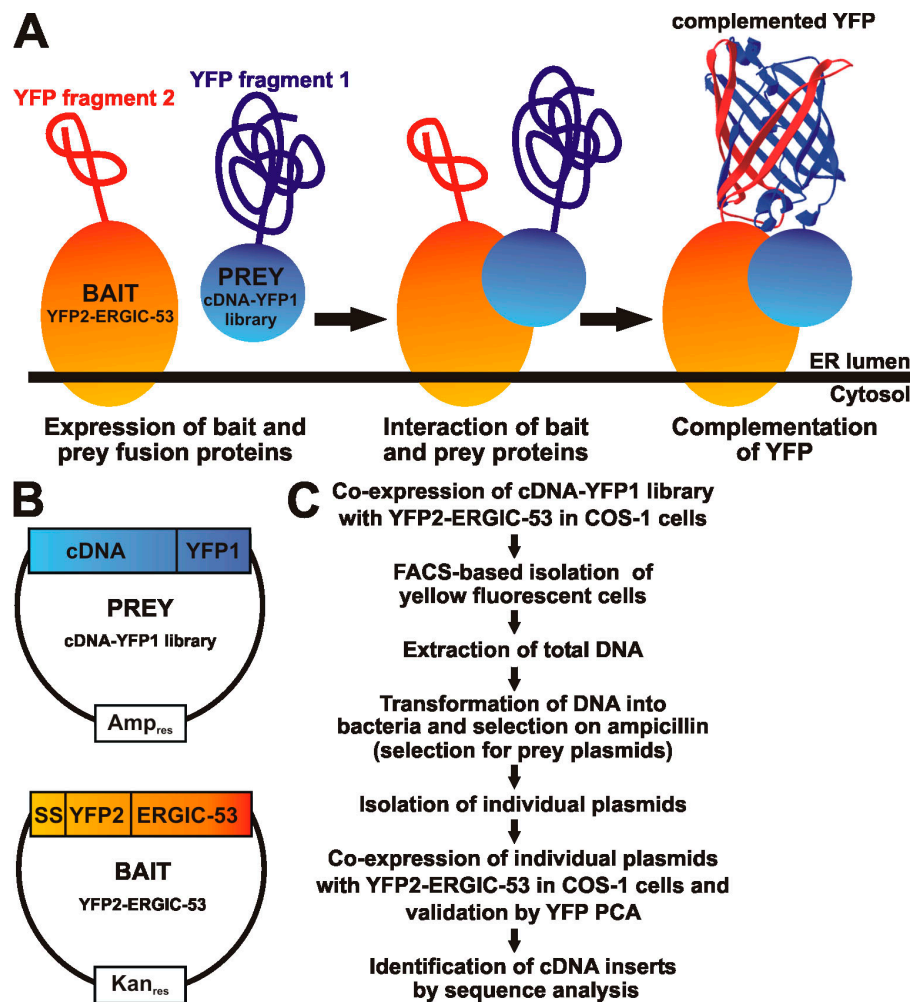 A
complemented YFP
YFP fragment 2
YFP fragment 1
BAIT
YFP2-ERGIC-53
PREY
cDNA-YFP1
library
ER lumen
Cytosol
Expression of bait and
prey fusion proteins
Interaction of bait
and prey proteins
Complementation
of YFP
B
cDNA YFP1
PREY
cDNA-YFP1 library
Ampres
SS YFP2 ERGIC-53
BAIT
YFP2-ERGIC-53
Kanres
C
Co-expression of cDNA-YFP1 library
with YFP2-ERGIC-53 in COS-1 cells
FACS-based isolation of
yellow fluorescent cells
Extraction of total DNA
Transformation of DNA into
bacteria and selection on ampicillin
(selection for prey plasmids)
Isolation of individual plasmids
Co-expression of individual plasmids
with YFP2-ERGIC-53 in COS-1 cells and
validation by YFP PCA
Identification of cDNA inserts
by sequence analysis